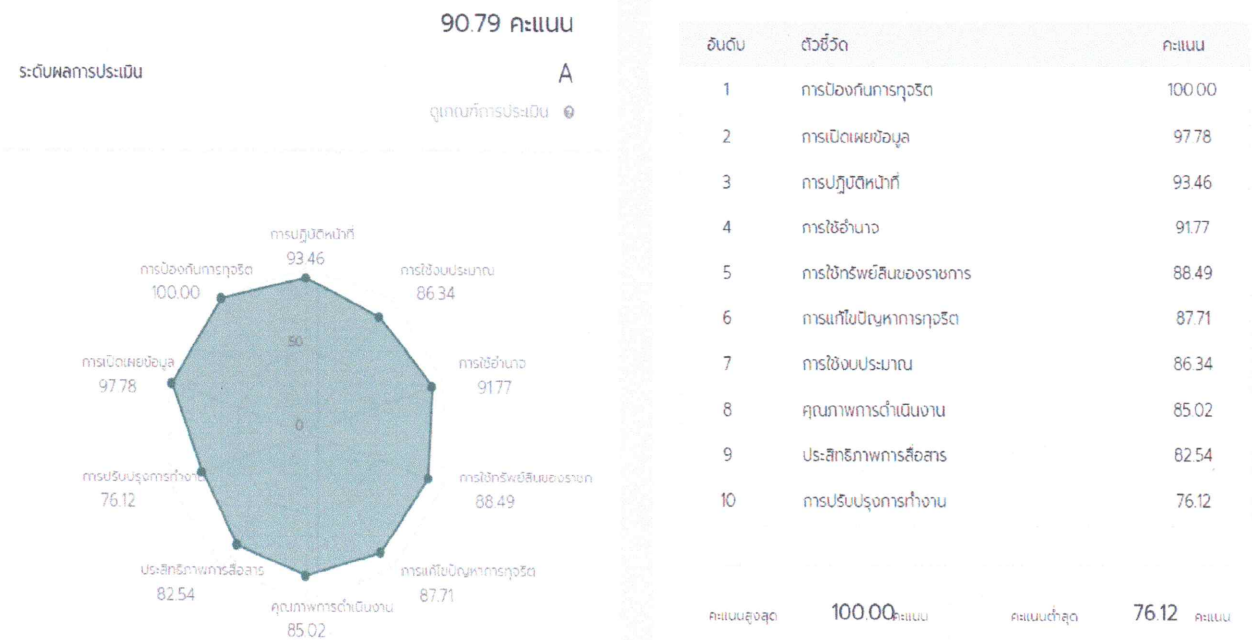 90.79 คะแนน
ระดับผลการประเมิน A
ดูเกณฑ์การประเมิน
การปฏิบัติหน้าที่
93.46
การป้องกันการทุจริต
100.00
การใช้งบประมาณ
86.34
50
การเปิดเผยข้อมูล
97.78
การใช้อำนาจ
91.77
0
การปรับปรุงการทำงาน
76.12
การใช้ทรัพย์สินของราชก
88.49
ประสิทธิภาพการสื่อสาร
82.54
การแก้ไขปัญหาการทุจริต
87.71
คุณภาพการดำเนินงาน
85.02
อันดับ ตัวชี้วัด คะแนน
1 การป้องกันการทุจริต 100.00
2 การเปิดเผยข้อมูล 97.78
3 การปฏิบัติหน้าที่ 93.46
4 การใช้อำนาจ 91.77
5 การใช้ทรัพย์สินของราชการ 88.49
6 การแก้ไขปัญหาการทุจริต 87.71
7 การใช้งบประมาณ 86.34
8 คุณภาพการดำเนินงาน 85.02
9 ประสิทธิภาพการสื่อสาร 82.54
10 การปรับปรุงการทำงาน 76.12
คะแนนสูงสุด 100.00 คะแนน คะแนนต่ำสุด 76.12 คะแนน